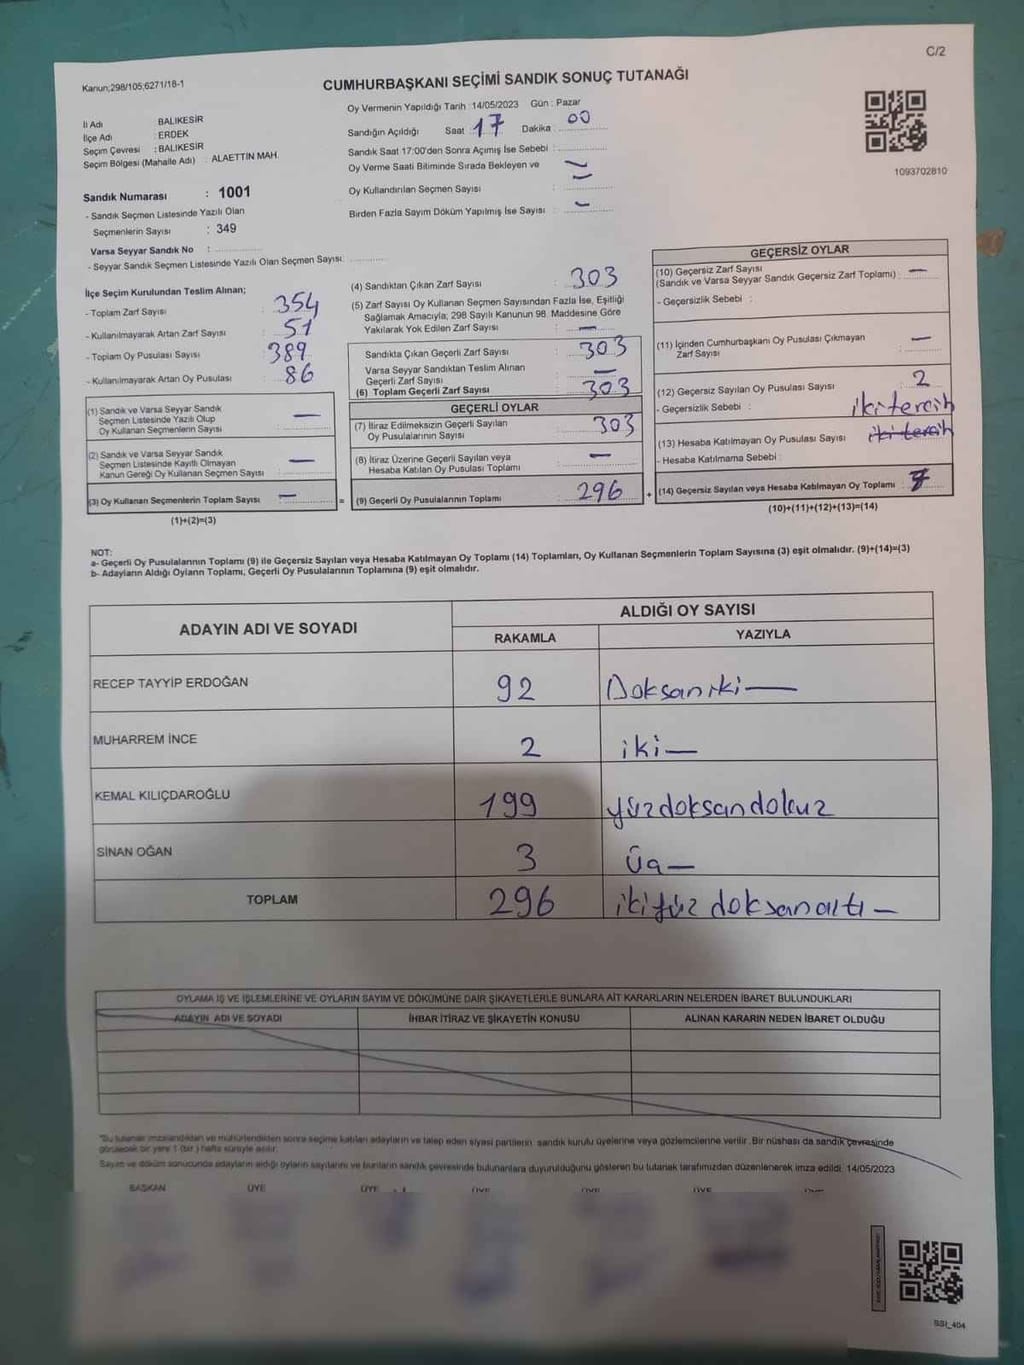 C/2
Kanun;298/105;6271/18-1
CUMHURBAŞKANI SEÇİMİ SANDIK SONUÇ TUTANAĞI
İl Adı BALIKESİR
İlçe Adı : ERDEK
Seçim Çevresi : BALIKESİR
Seçim Bölgesi (Mahalle Adı) : ALAETTİN MAH.
Sandık Numarası : 1001
- Sandık Seçmen Listesinde Yazılı Olan
Seçmenlerin Sayısı : 349
Varsa Seyyar Sandık No :
- Seyyar Sandık Seçmen Listesinde Yazılı Olan Seçmen Sayısı:
Oy Vermenin Yapıldığı Tarih : 14/05/2023 Gün : Pazar
Sandığın Açıldığı Saat : 17 Dakika : 00
Sandık Saat 17:00'den Sonra Açımış İse Sebebi :
Oy Verme Saati Bitiminde Sırada Bekleyen ve
Oy Kullandırılan Seçmen Sayısı : =
Birden Fazla Sayım Döküm Yapılmış İse Sayısı : -
1093702810
İlçe Seçim Kurulundan Teslim Alınan;
- Toplam Zarf Sayısı : 354
- Kullanılmayarak Artan Zarf Sayısı : 51
- Toplam Oy Pusulası Sayısı : 389
- Kullanılmayarak Artan Oy Pusulası : 86
(1) Sandık ve Varsa Seyyar Sandık
Seçmen Listesinde Yazılı Olup
Oy Kullanan Seçmenlerin Sayısı : -
(2) Sandık ve Varsa Seyyar Sandık
Seçmen Listesinde Kayıtlı Olmayan
Kanun Gereği Oy Kullanan Seçmen Sayısı : -
(3) Oy Kullanan Seçmenlerin Toplam Sayısı : -
(1)+(2)=(3)
(4) Sandıktan Çıkan Zarf Sayısı : 303
(5) Zarf Sayısı Oy Kullanan Seçmen Sayısından Fazla İse, Eşitliği
Sağlamak Amacıyla; 298 Sayılı Kanunun 98. Maddesine Göre
Yakılarak Yok Edilen Zarf Sayısı : -
Sandıkta Çıkan Geçerli Zarf Sayısı : 303
Varsa Seyyar Sandıktan Teslim Alınan
Geçerli Zarf Sayısı : -
(6) Toplam Geçerli Zarf Sayısı : 303
GEÇERLİ OYLAR
(7) İtiraz Edilmeksizin Geçerli Sayılan
Oy Pusulalarının Sayısı : 303
(8) İtiraz Üzerine Geçerli Sayılan veya
Hesaba Katılan Oy Pusulası Toplamı : -
= (9) Geçerli Oy Pusulalarının Toplamı : 296 +
GEÇERSİZ OYLAR
(10) Geçersiz Zarf Sayısı
(Sandık ve Varsa Seyyar Sandık Geçersiz Zarf Toplamı) : -
- Geçersizlik Sebebi :
(11) İçinden Cumhurbaşkanı Oy Pusulası Çıkmayan
Zarf Sayısı : -
(12) Geçersiz Sayılan Oy Pusulası Sayısı : 2
- Geçersizlik Sebebi : iki tercih
(13) Hesaba Katılmayan Oy Pusulası Sayısı : iki tercih
- Hesaba Katılmama Sebebi :
(14) Geçersiz Sayılan veya Hesaba Katılmayan Oy Toplamı : 7
(10)+(11)+(12)+(13)=(14)
NOT:
a- Geçerli Oy Pusulalarının Toplamı (9) ile Geçersiz Sayılan veya Hesaba Katılmayan Oy Toplamı (14) Toplamları, Oy Kullanan Seçmenlerin Toplam Sayısına (3) eşit olmalıdır. (9)+(14)=(3)
b- Adayların Aldığı Oyların Toplamı, Geçerli Oy Pusulalarının Toplamına (9) eşit olmalıdır.
ADAYIN ADI VE SOYADI ALDIĞI OY SAYISI
RAKAMLA YAZIYLA
RECEP TAYYİP ERDOĞAN 92 Doksaniki
MUHARREM İNCE 2 iki
KEMAL KILIÇDAROĞLU 199 yüzdoksandokuz
SİNAN OĞAN 3 Üç
TOPLAM 296 ikiyüz doksanaltı
OYLAMA İŞ VE İŞLEMLERİNE VE OYLARIN SAYIM VE DÖKÜMÜNE DAİR ŞİKAYETLERLE BUNLARA AİT KARARLARIN NELERDEN İBARET BULUNDUKLARI
ADAYIN ADI VE SOYADI İHBAR İTİRAZ VE ŞİKAYETİN KONUSU ALINAN KARARIN NEDEN İBARET OLDUĞU
*Bu tutanak imzalandıktan ve mühürlendikten sonra seçime katılan adayların ve talep eden siyasi partilerin, sandık kurulu üyelerine veya gözlemcilerine verilir. Bir nüshası da sandık çevresinde
görülebilecek bir yere 1 (bir ) hafta süreyle asılır.
Sayım ve döküm sonucunda adayların aldığı oyların sayılarını ve bunların sandık çevresinde bulunanlara duyurulduğunu gösteren bu tutanak tarafımızdan düzenlenerek imza edildi. 14/05/2023
BAŞKAN ÜYE ÜYE ÜYE ÜYE ÜYE
SSI_404